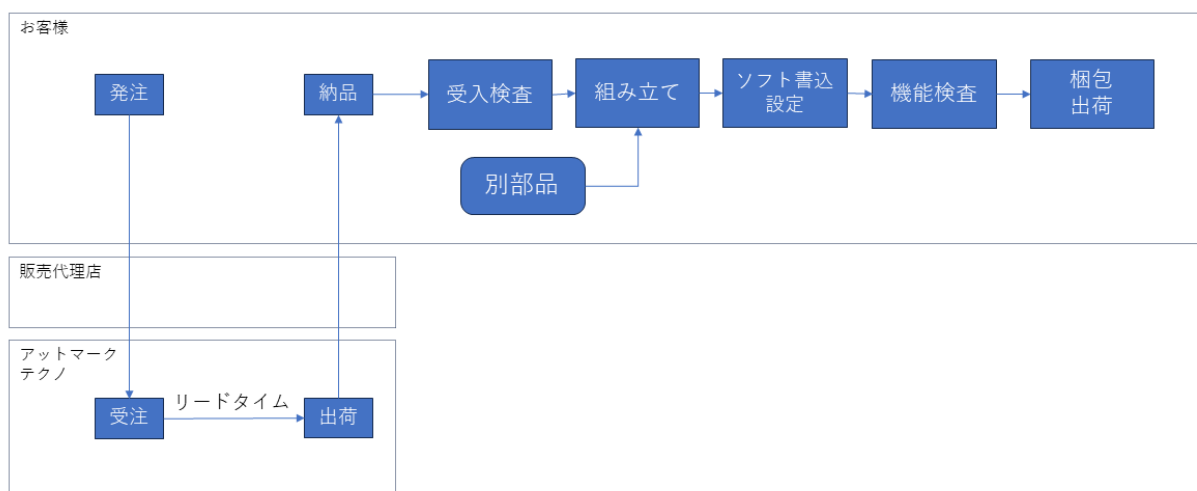 お客様
発注
納品
受入検査
組み立て
ソフト書込
設定
機能検査
梱包
出荷
別部品
販売代理店
アットマーク
テクノ
受注
リードタイム
出荷